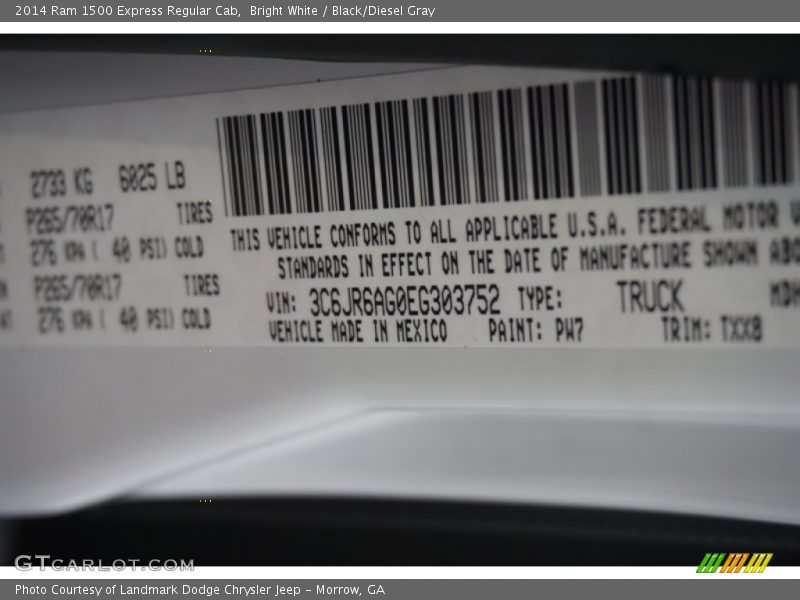 2014 Ram 1500 Express Regular Cab,  Bright White / Black/Diesel Gray
2733 KG 6025 LB
P265/70R17 TIRES
276 KPA ( 40 PSI) COLD
P265/70R17 TIRES
276 KPA ( 40 PSI) COLD
THIS VEHICLE CONFORMS TO ALL APPLICABLE U.S.A. FEDERAL MOTOR V
STANDARDS IN EFFECT ON THE DATE OF MANUFACTURE SHOWN ABO
VIN: 3C6JR6AG0EG303752 TYPE: TRUCK MDH
VEHICLE MADE IN MEXICO PAINT: PW7 TRIM: TXX8
GTCARLOT.COM
Photo Courtesy of Landmark Dodge Chrysler Jeep - Morrow, GA